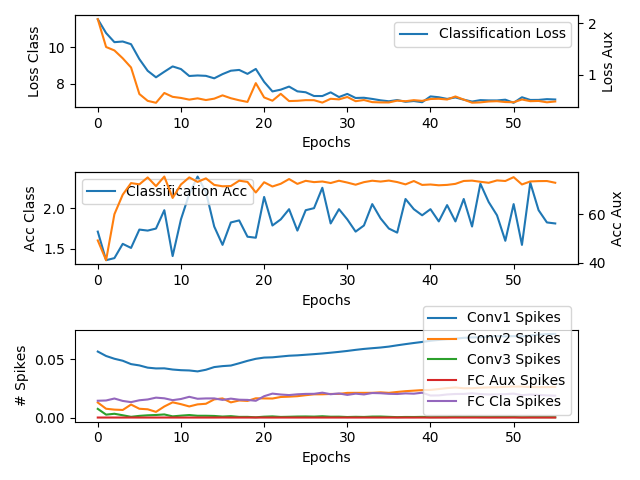 Classification Loss
Loss Class
Loss Aux
10
8
2
1
0 10 20 30 40 50
Epochs
Classification Acc
Acc Class
Acc Aux
2.0
1.5
60
40
0 10 20 30 40 50
Epochs
Conv1 Spikes
Conv2 Spikes
Conv3 Spikes
FC Aux Spikes
FC Cla Spikes
# Spikes
0.05
0.00
0 10 20 30 40 50
Epochs